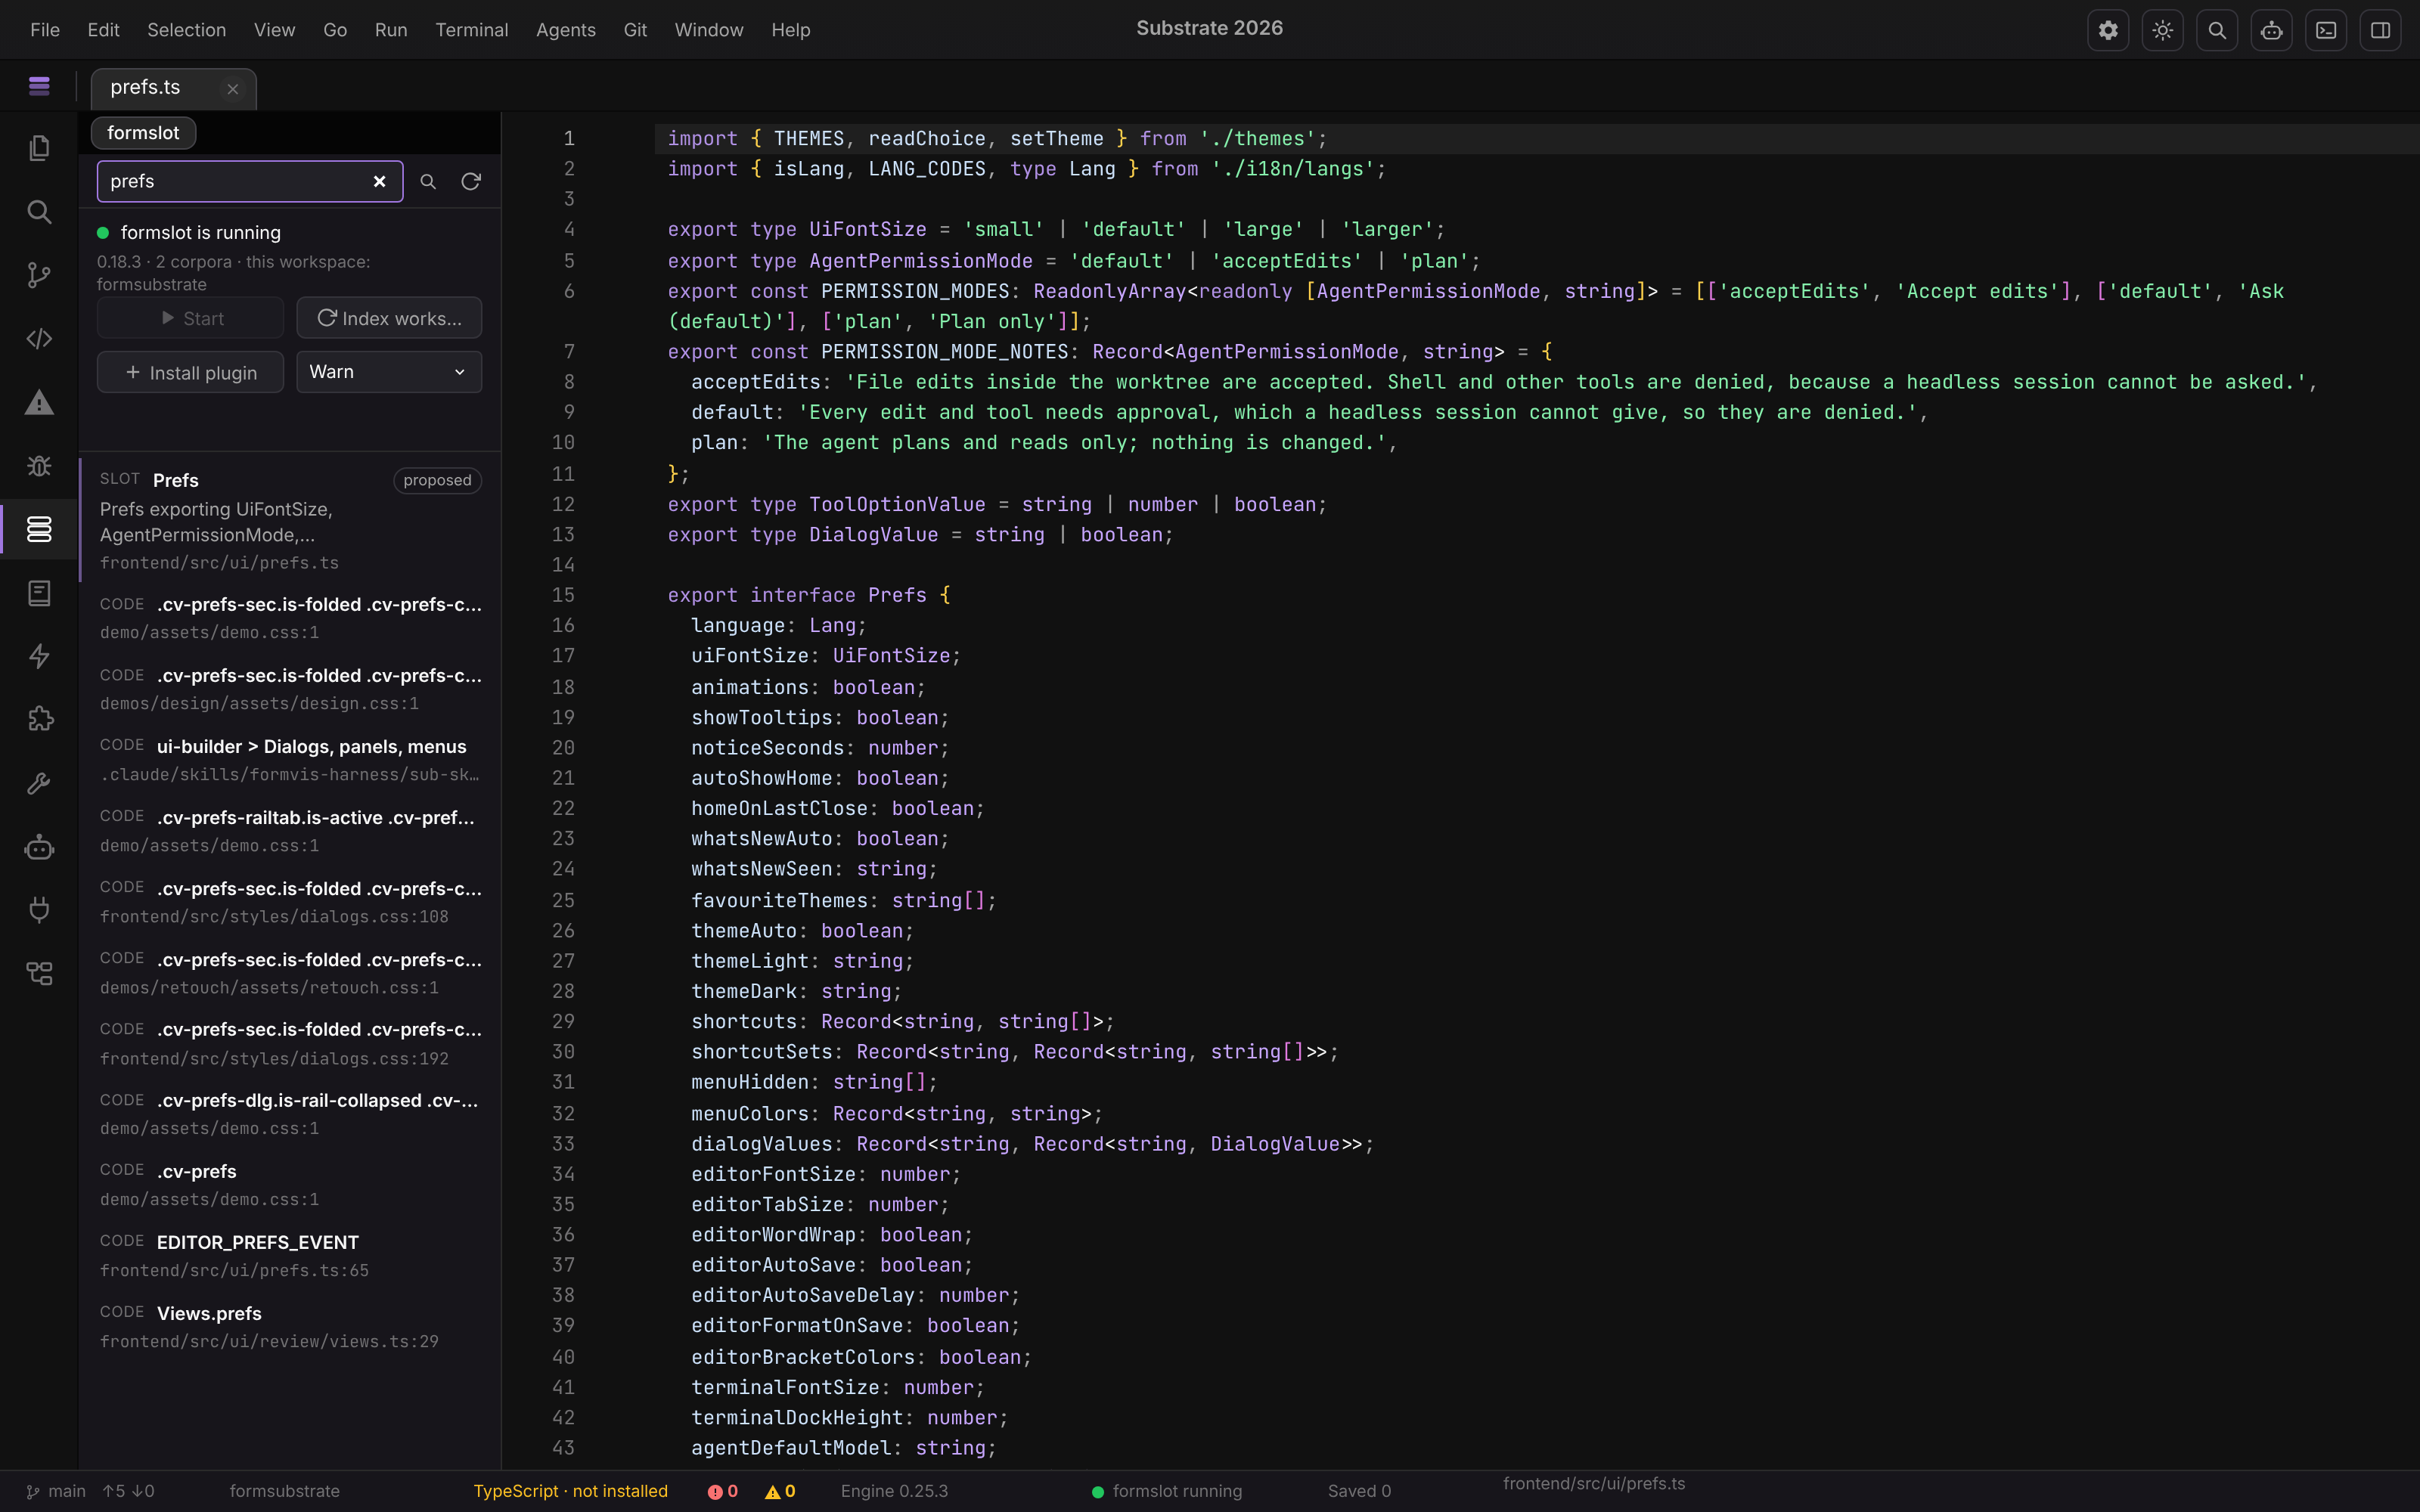 File Edit Selection View Go Run Terminal Agents Git Window Help
Substrate 2026
prefs.ts
formslot
prefs
formslot is running
0.18.3 · 2 corpora · this workspace:
formsubstrate
Start
Index works...
Install plugin
Warn
SLOT Prefs proposed
Prefs exporting UiFontSize,
AgentPermissionMode,...
frontend/src/ui/prefs.ts
CODE .cv-prefs-sec.is-folded .cv-prefs-c...
demo/assets/demo.css:1
CODE .cv-prefs-sec.is-folded .cv-prefs-c...
demos/design/assets/design.css:1
CODE ui-builder > Dialogs, panels, menus
.claude/skills/formvis-harness/sub-sk...
CODE .cv-prefs-railtab.is-active .cv-pref...
demo/assets/demo.css:1
CODE .cv-prefs-sec.is-folded .cv-prefs-c...
frontend/src/styles/dialogs.css:108
CODE .cv-prefs-sec.is-folded .cv-prefs-c...
demos/retouch/assets/retouch.css:1
CODE .cv-prefs-sec.is-folded .cv-prefs-c...
frontend/src/styles/dialogs.css:192
CODE .cv-prefs-dlg.is-rail-collapsed .cv-...
demo/assets/demo.css:1
CODE .cv-prefs
demo/assets/demo.css:1
CODE EDITOR_PREFS_EVENT
frontend/src/ui/prefs.ts:65
CODE Views.prefs
frontend/src/ui/review/views.ts:29
1 import { THEMES, readChoice, setTheme } from './themes';
2 import { isLang, LANG_CODES, type Lang } from './i18n/langs';
3
4 export type UiFontSize = 'small' | 'default' | 'large' | 'larger';
5 export type AgentPermissionMode = 'default' | 'acceptEdits' | 'plan';
6 export const PERMISSION_MODES: ReadonlyArray<readonly [AgentPermissionMode, string]> = [['acceptEdits', 'Accept edits'], ['default', 'Ask
(default)'], ['plan', 'Plan only']];
7 export const PERMISSION_MODE_NOTES: Record<AgentPermissionMode, string> = {
8 acceptEdits: 'File edits inside the worktree are accepted. Shell and other tools are denied, because a headless session cannot be asked.',
9 default: 'Every edit and tool needs approval, which a headless session cannot give, so they are denied.',
10 plan: 'The agent plans and reads only; nothing is changed.',
11 };
12 export type ToolOptionValue = string | number | boolean;
13 export type DialogValue = string | boolean;
14
15 export interface Prefs {
16 language: Lang;
17 uiFontSize: UiFontSize;
18 animations: boolean;
19 showTooltips: boolean;
20 noticeSeconds: number;
21 autoShowHome: boolean;
22 homeOnLastClose: boolean;
23 whatsNewAuto: boolean;
24 whatsNewSeen: string;
25 favouriteThemes: string[];
26 themeAuto: boolean;
27 themeLight: string;
28 themeDark: string;
29 shortcuts: Record<string, string[]>;
30 shortcutSets: Record<string, Record<string, string[]>>;
31 menuHidden: string[];
32 menuColors: Record<string, string>;
33 dialogValues: Record<string, Record<string, DialogValue>>;
34 editorFontSize: number;
35 editorTabSize: number;
36 editorWordWrap: boolean;
37 editorAutoSave: boolean;
38 editorAutoSaveDelay: number;
39 editorFormatOnSave: boolean;
40 editorBracketColors: boolean;
41 terminalFontSize: number;
42 terminalDockHeight: number;
43 agentDefaultModel: string;
main ↑5 ↓0 formsubstrate TypeScript · not installed 0 0 Engine 0.25.3 formslot running Saved 0 frontend/src/ui/prefs.ts